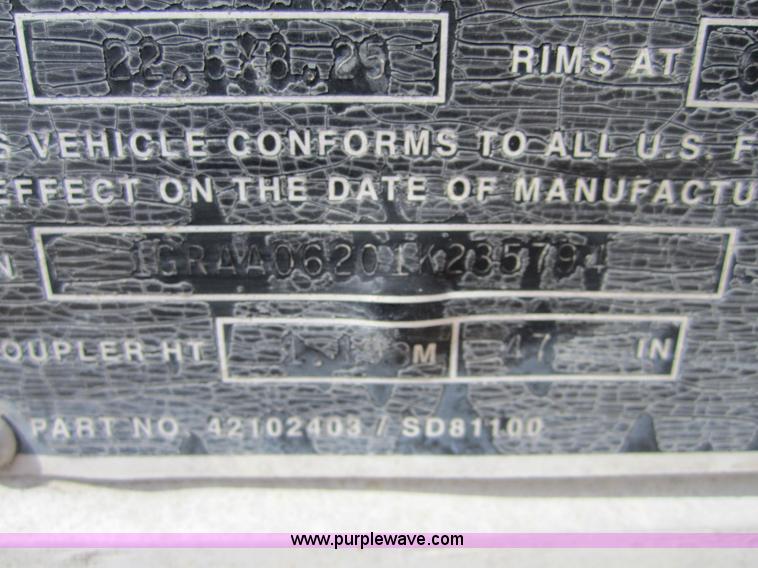 22.5X8.25 RIMS AT
VEHICLE CONFORMS TO ALL U.S. F
EFFECT ON THE DATE OF MANUFACTU
1GRAA06201K235794
OUPLER HT M 47 IN
PART NO. 42102403 / SD81100
www.purplewave.com